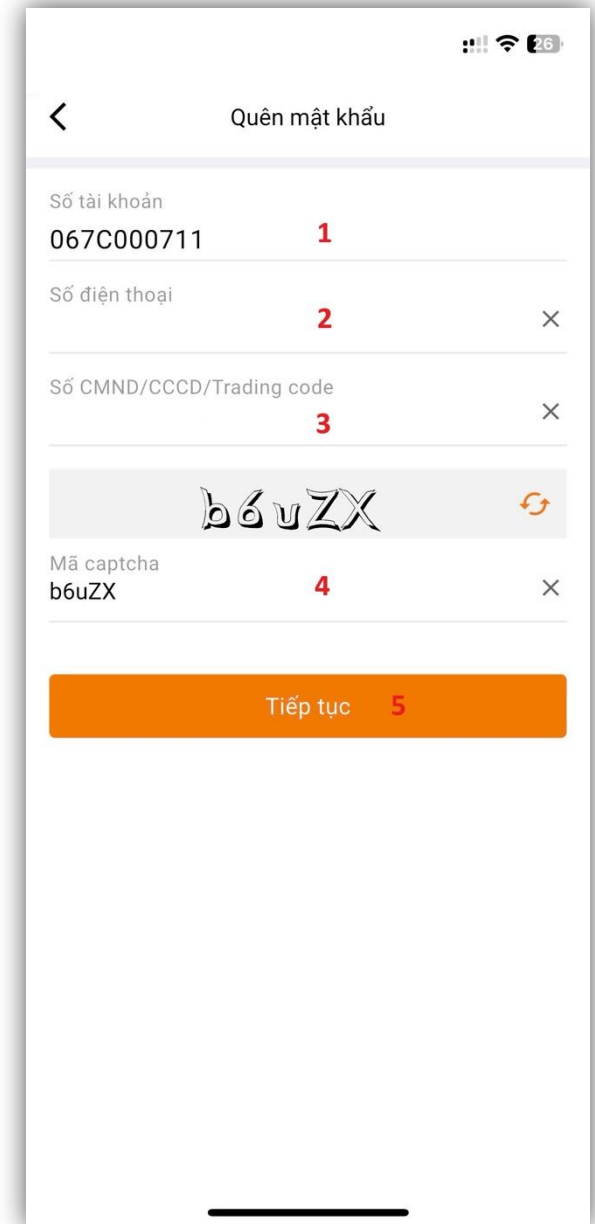 26
Quên mật khẩu
Số tài khoản
067C000711 1
Số điện thoại
2
Số CMND/CCCD/Trading code
3
b6uZX
Mã captcha
b6uZX 4
Tiếp tục 5